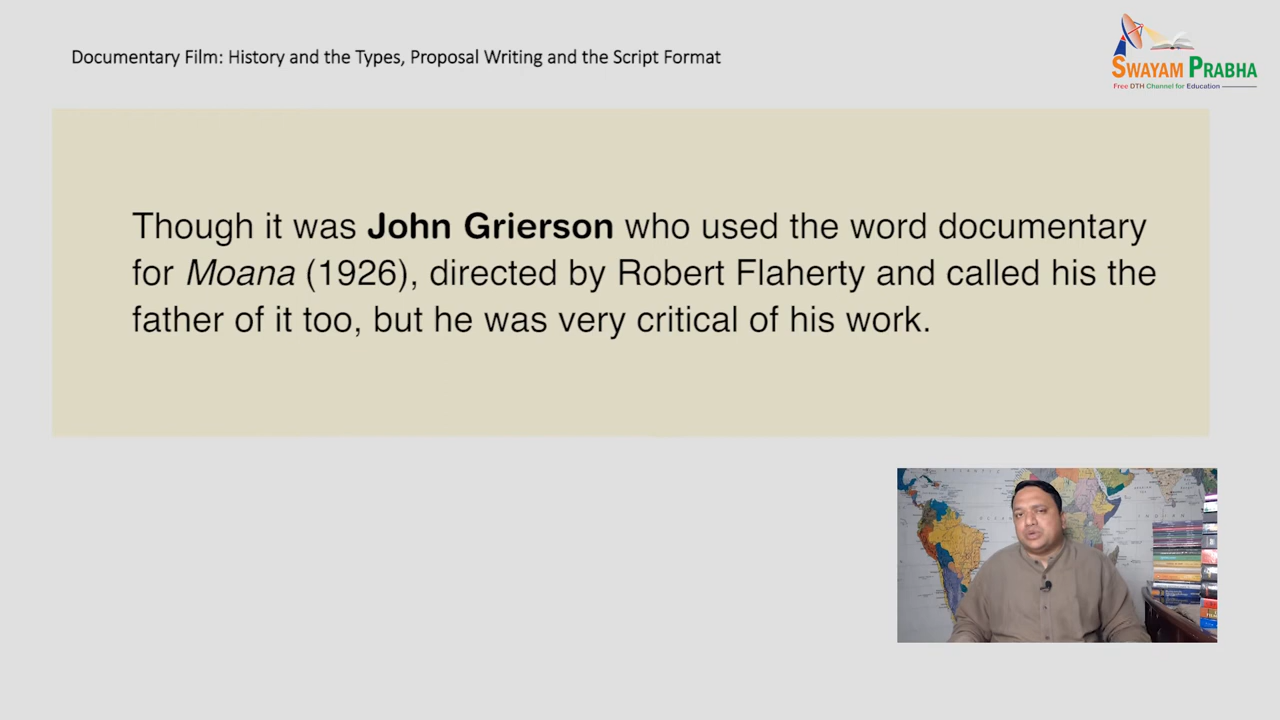 Documentary Film: History and the Types, Proposal Writing and the Script Format
SWAYAM PRABHA
Free DTH Channel for Education
Though it was John Grierson who used the word documentary
for Moana (1926), directed by Robert Flaherty and called his the
father of it too, but he was very critical of his work.